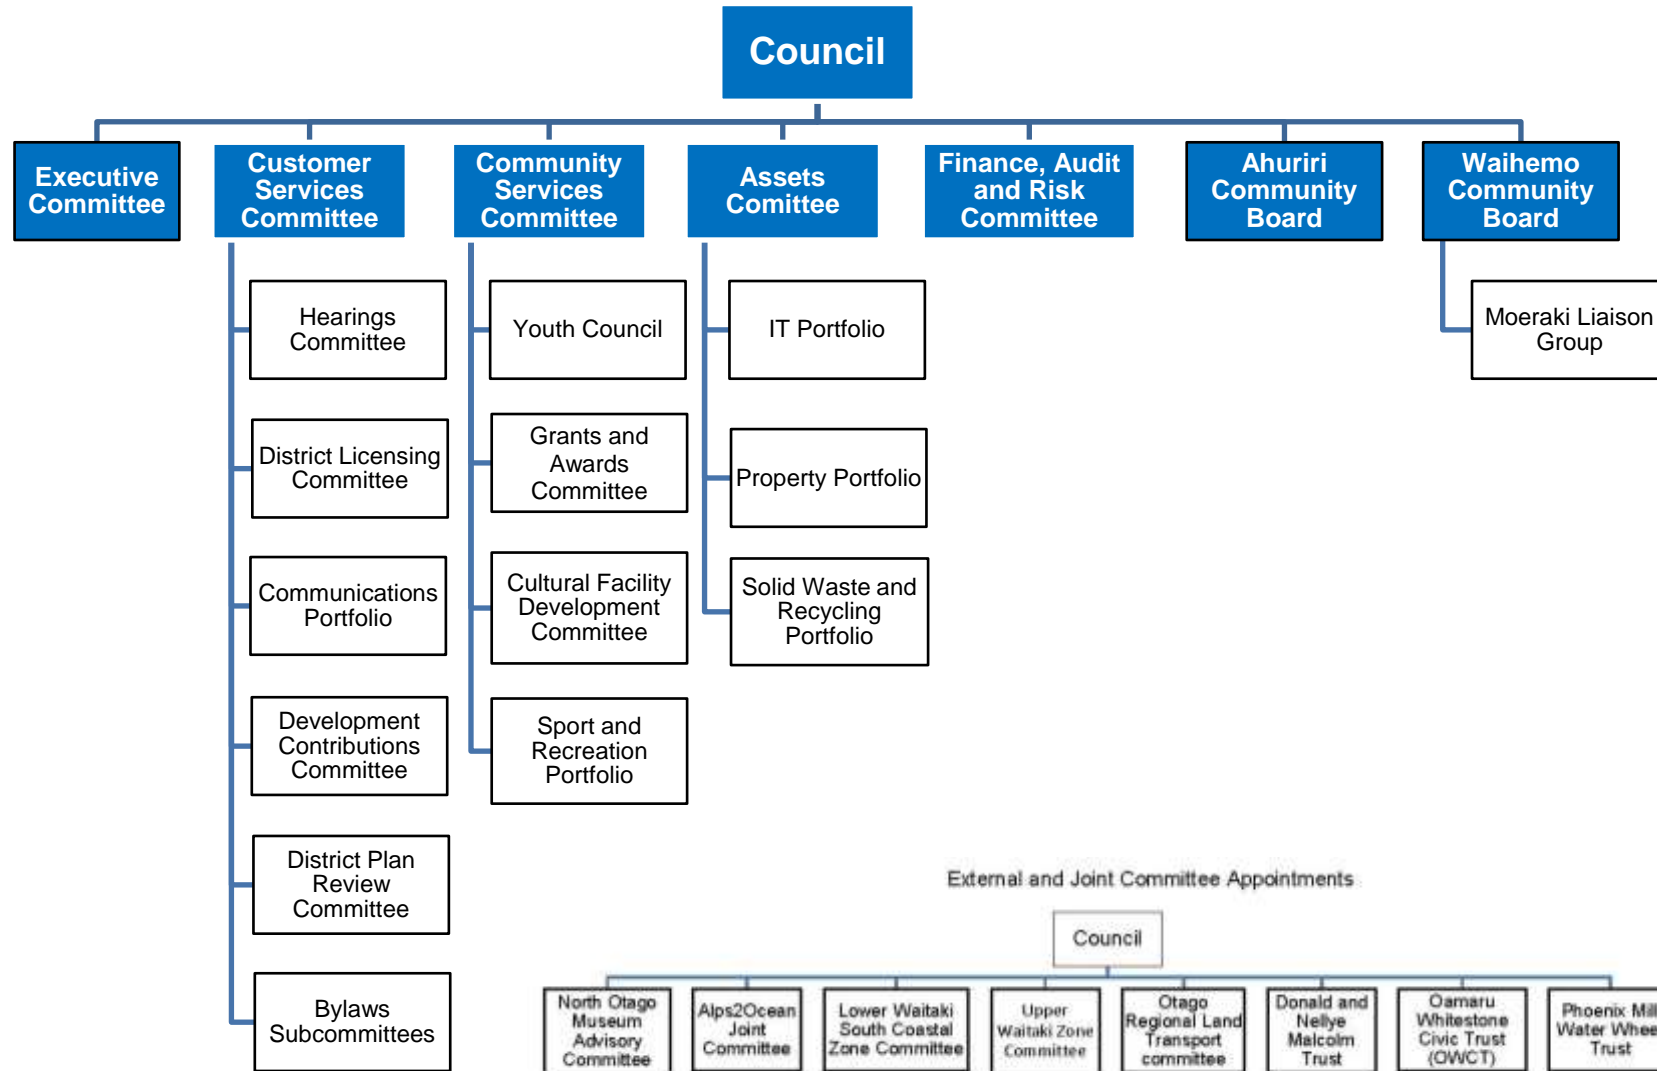 Council
Executive
Committee
Customer
Services
Committee
Community
Services
Committee
Assets
Comittee
Finance, Audit
and Risk
Committee
Ahuriri
Community
Board
Waihemo
Community
Board
Hearings
Committee
District Licensing
Committee
Communications
Portfolio
Development
Contributions
Committee
District Plan
Review
Committee
Bylaws
Subcommittees
Youth Council
Grants and
Awards
Committee
Cultural Facility
Development
Committee
Sport and
Recreation
Portfolio
IT Portfolio
Property Portfolio
Solid Waste and
Recycling
Portfolio
Moeraki Liaison
Group
External and Joint Committee Appointments
Council
North Otago
Museum
Advisory
Committee
Alps2Ocean
Joint
Committee
Lower Waitaki
South Coastal
Zone Committee
Upper
Waitaki Zone
Committee
Otago
Regional Land
Transport
committee
Donald and
Nellye
Malcolm
Trust
Oamaru
Whitestone
Civic Trust
(OWCT)
Phoenix Mill
Water Wheel
Trust